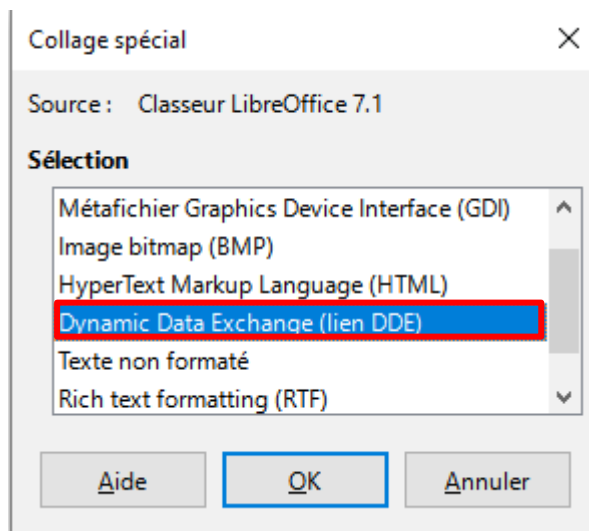 Collage spécial
Source : Classeur LibreOffice 7.1
Sélection
Métafichier Graphics Device Interface (GDI)
Image bitmap (BMP)
HyperText Markup Language (HTML)
Dynamic Data Exchange (lien DDE)
Texte non formaté
Rich text formatting (RTF)
Aide OK Annuler